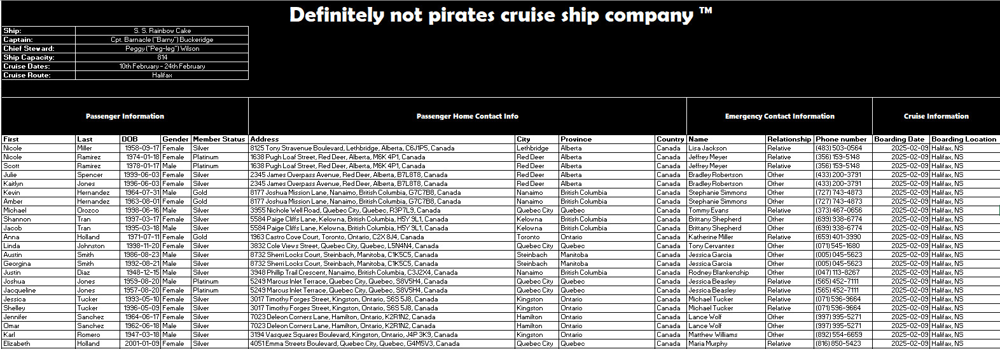 Definitely not pirates cruise ship company ™
Ship: S. S. Rainbow Cake
Captain: Cpt. Barnacle ("Barny") Buckeridge
Chief Steward: Peggy ("Peg-leg") Wilson
Ship Capacity: 814
Cruise Dates: 10th February - 24th February
Cruise Route: Halifax
Passenger Information Passenger Home Contact Info Emergency Contact Information Cruise Information
First Last DOB Gender Member Status Address City Province Country Name Relationship Phone number Boarding Date Boarding Location
Nicole Miller 1958-09-17 Female Silver 8125 Tony Stravenue Boulevard, Lethbridge, Alberta, C6J1P5, Canada Lethbridge Alberta Canada Lisa Jackson Relative (483) 503-0564 2025-02-09 Halifax, NS
Nicole Ramirez 1974-01-18 Female Platinum 1638 Pugh Loaf Street, Red Deer, Alberta, M6K 4P1, Canada Red Deer Alberta Canada Jeffrey Meyer Relative (356) 159-5148 2025-02-09 Halifax, NS
Scott Ramirez 1978-01-17 Male Platinum 1638 Pugh Loaf Street, Red Deer, Alberta, M6K 4P1, Canada Red Deer Alberta Canada Jeffrey Meyer Relative (356) 159-5148 2025-02-09 Halifax, NS
Julie Spencer 1999-06-03 Female Silver 2345 James Overpass Avenue, Red Deer, Alberta, B7L8T8, Canada Red Deer Alberta Canada Bradley Robertson Other (433) 200-3791 2025-02-09 Halifax, NS
Kaitlyn Jones 1996-06-03 Female Silver 2345 James Overpass Avenue, Red Deer, Alberta, B7L8T8, Canada Red Deer Alberta Canada Bradley Robertson Other (433) 200-3791 2025-02-09 Halifax, NS
Kevin Hernandez 1964-07-31 Male Gold 8177 Joshua Mission Lane, Nanaimo, British Columbia, G7C7B8, Canada Nanaimo British Columbia Canada Stephanie Simmons Other (727) 743-4873 2025-02-09 Halifax, NS
Amber Hernandez 1963-08-01 Female Gold 8177 Joshua Mission Lane, Nanaimo, British Columbia, G7C7B8, Canada Nanaimo British Columbia Canada Stephanie Simmons Other (727) 743-4873 2025-02-09 Halifax, NS
Michael Orozco 1998-06-16 Male Silver 3955 Nichole Well Road, Quebec City, Quebec, R3P7L9, Canada Quebec City Quebec Canada Tommy Evans Relative (373) 467-0656 2025-02-09 Halifax, NS
Shannon Tran 1997-03-17 Female Silver 5584 Paige Cliffs Lane, Kelowna, British Columbia, H5Y 9L1, Canada Kelowna British Columbia Canada Brittany Shepherd Other (699) 938-6774 2025-02-09 Halifax, NS
Jacob Tran 1995-03-18 Male Silver 5584 Paige Cliffs Lane, Kelowna, British Columbia, H5Y 9L1, Canada Kelowna British Columbia Canada Brittany Shepherd Other (699) 938-6774 2025-02-09 Halifax, NS
Anna Holland 1971-07-11 Female Gold 1963 Castro Cove Court, Toronto, Ontario, C2X 8J4, Canada Toronto Ontario Canada Katherine Miller Relative (659) 401-3990 2025-02-09 Halifax, NS
Linda Johnston 1998-11-20 Female Silver 3832 Cole Views Street, Quebec City, Quebec, L5N4N4, Canada Quebec City Quebec Canada Tony Cervantes Other (071) 545-1680 2025-02-09 Halifax, NS
Austin Smith 1986-08-23 Male Silver 8732 Sherri Locks Court, Steinbach, Manitoba, C1K5C5, Canada Steinbach Manitoba Canada Jessica Garcia Other (005) 045-5623 2025-02-09 Halifax, NS
Georgina Smith 1992-08-21 Male Silver 8732 Sherri Locks Court, Steinbach, Manitoba, C1K5C5, Canada Steinbach Manitoba Canada Jessica Garcia Other (005) 045-5623 2025-02-09 Halifax, NS
Justin Diaz 1948-12-15 Male Silver 3948 Phillip Trail Crescent, Nanaimo, British Columbia, C3J2X4, Canada Nanaimo British Columbia Canada Rodney Blankenship Other (047) 113-8267 2025-02-09 Halifax, NS
Joshua Jones 1959-08-20 Male Platinum 5249 Marcus Inlet Terrace, Quebec City, Quebec, S8V5H4, Canada Quebec City Quebec Canada Jessica Beasley Relative (565) 452-7111 2025-02-09 Halifax, NS
Jacqueline Jones 1957-08-20 Female Platinum 5249 Marcus Inlet Terrace, Quebec City, Quebec, S8V5H4, Canada Quebec City Quebec Canada Jessica Beasley Relative (565) 452-7111 2025-02-09 Halifax, NS
Jessica Tucker 1993-05-10 Female Silver 3017 Timothy Forges Street, Kingston, Ontario, S6S 5J8, Canada Kingston Ontario Canada Michael Tucker Relative (071) 596-9664 2025-02-09 Halifax, NS
Shelley Tucker 1996-05-09 Female Silver 3017 Timothy Forges Street, Kingston, Ontario, S6S 5J8, Canada Kingston Ontario Canada Michael Tucker Relative (071) 596-9664 2025-02-09 Halifax, NS
Jennifer Sanchez 1964-06-17 Female Silver 7023 Deleon Corners Lane, Hamilton, Ontario, K2R1N2, Canada Hamilton Ontario Canada Lance Wolf Other (997) 995-5271 2025-02-09 Halifax, NS
Omar Sanchez 1962-06-18 Male Silver 7023 Deleon Corners Lane, Hamilton, Ontario, K2R1N2, Canada Hamilton Ontario Canada Lance Wolf Other (997) 995-5271 2025-02-09 Halifax, NS
Karl Romero 1947-03-18 Male Silver 3194 Vasquez Squares Boulevard, Kingston, Ontario, J4P 3K9, Canada Kingston Ontario Canada Matthew Williams Other (892) 554-6659 2025-02-09 Halifax, NS
Elizabeth Holland 2001-01-09 Female Silver 4051 Emma Streets Boulevard, Quebec City, Quebec, G4M5V3, Canada Quebec City Quebec Canada Maria Murphy Relative (816) 850-5423 2025-02-09 Halifax, NS